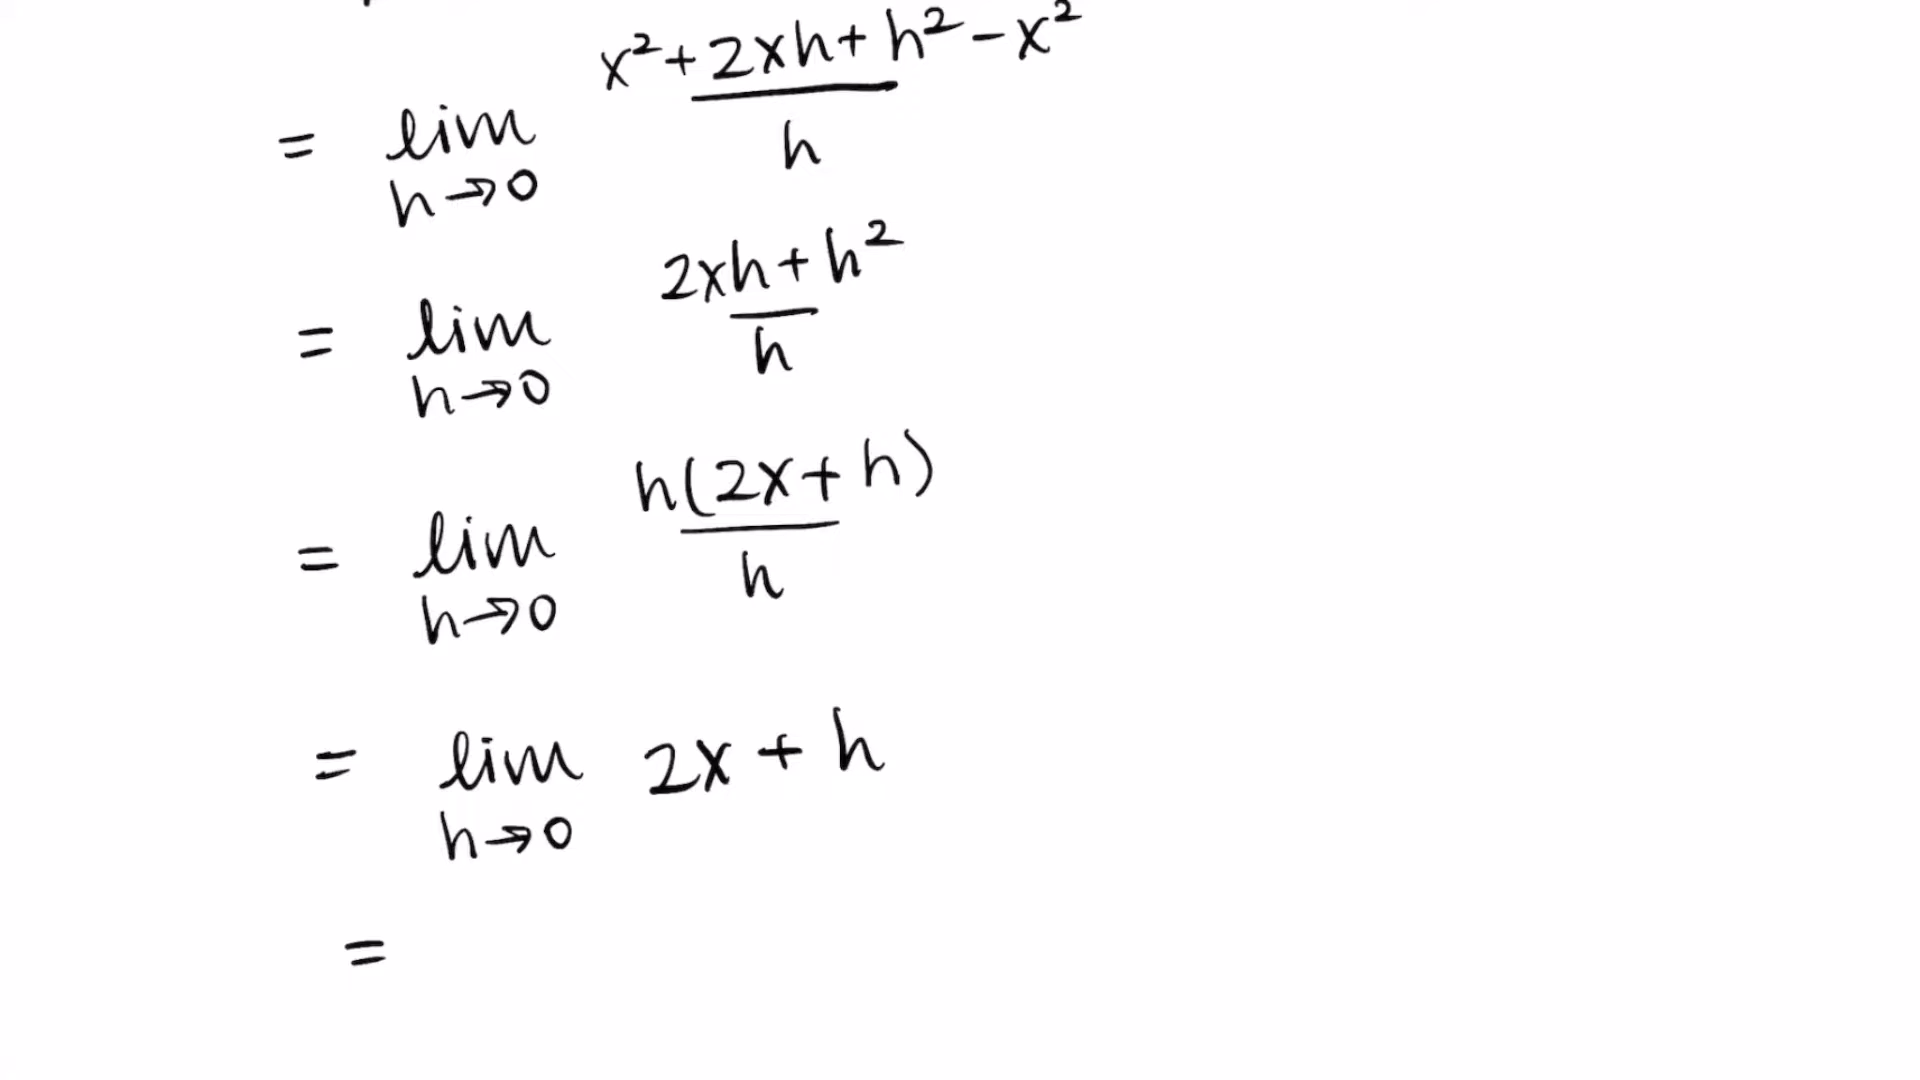 x² + 2xh + h² - x²
= lim ―
h
h→0
2xh + h²
= lim ―
h
h→0
h(2x + h)
= lim ―
h
h→0
= lim 2x + h
h→0
=